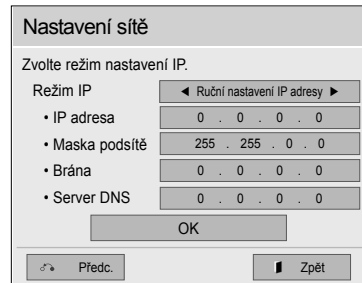 Nastavení sítě
Zvolte režim nastavení IP.
Režim IP ◀ Ruční nastavení IP adresy ▶
• IP adresa 0 . 0 . 0 . 0
• Maska podsítě 255 . 255 . 0 . 0
• Brána 0 . 0 . 0 . 0
• Server DNS 0 . 0 . 0 . 0
OK
Předc. Zpět